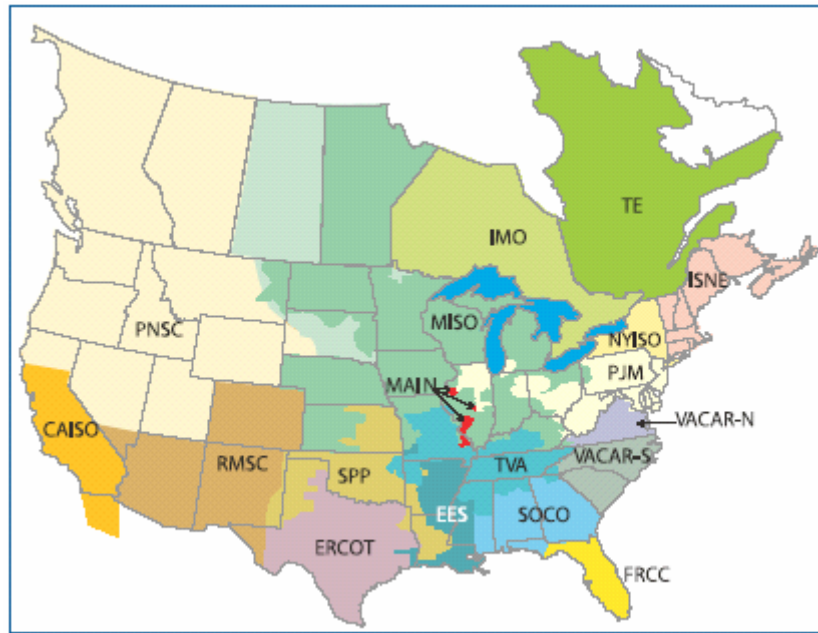 TE
IMO
ISNE
MISO
PNSC
NYISO
PJM
MAIN
VACAR-N
CAISO
VACAR-S
RMSC
TVA
SPP
EES
SOCO
ERCOT
FRCC